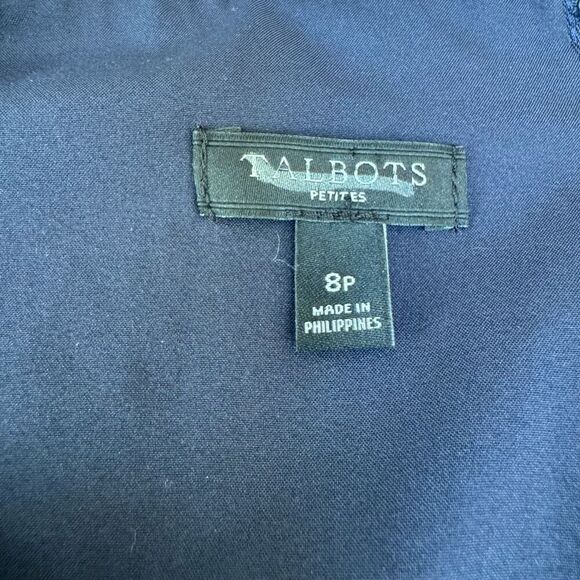 TALBOTS
PETITES
8P
MADE IN
PHILIPPINES